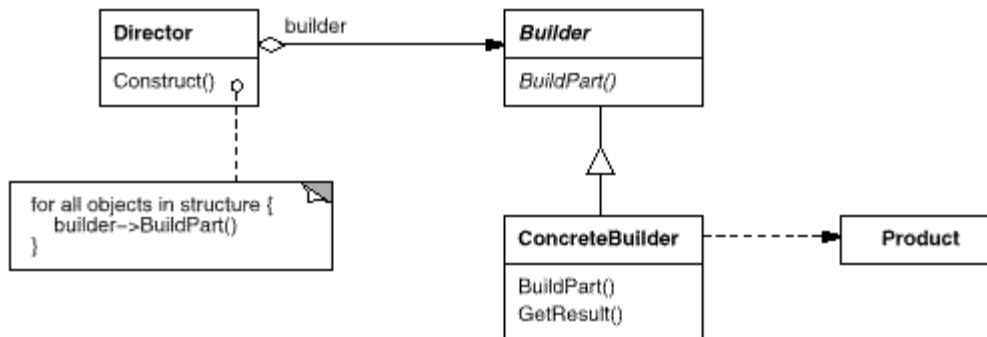 Director
builder
Builder
Construct()
BuildPart()
for all objects in structure {
builder->BuildPart()
}
ConcreteBuilder
Product
BuildPart()
GetResult()